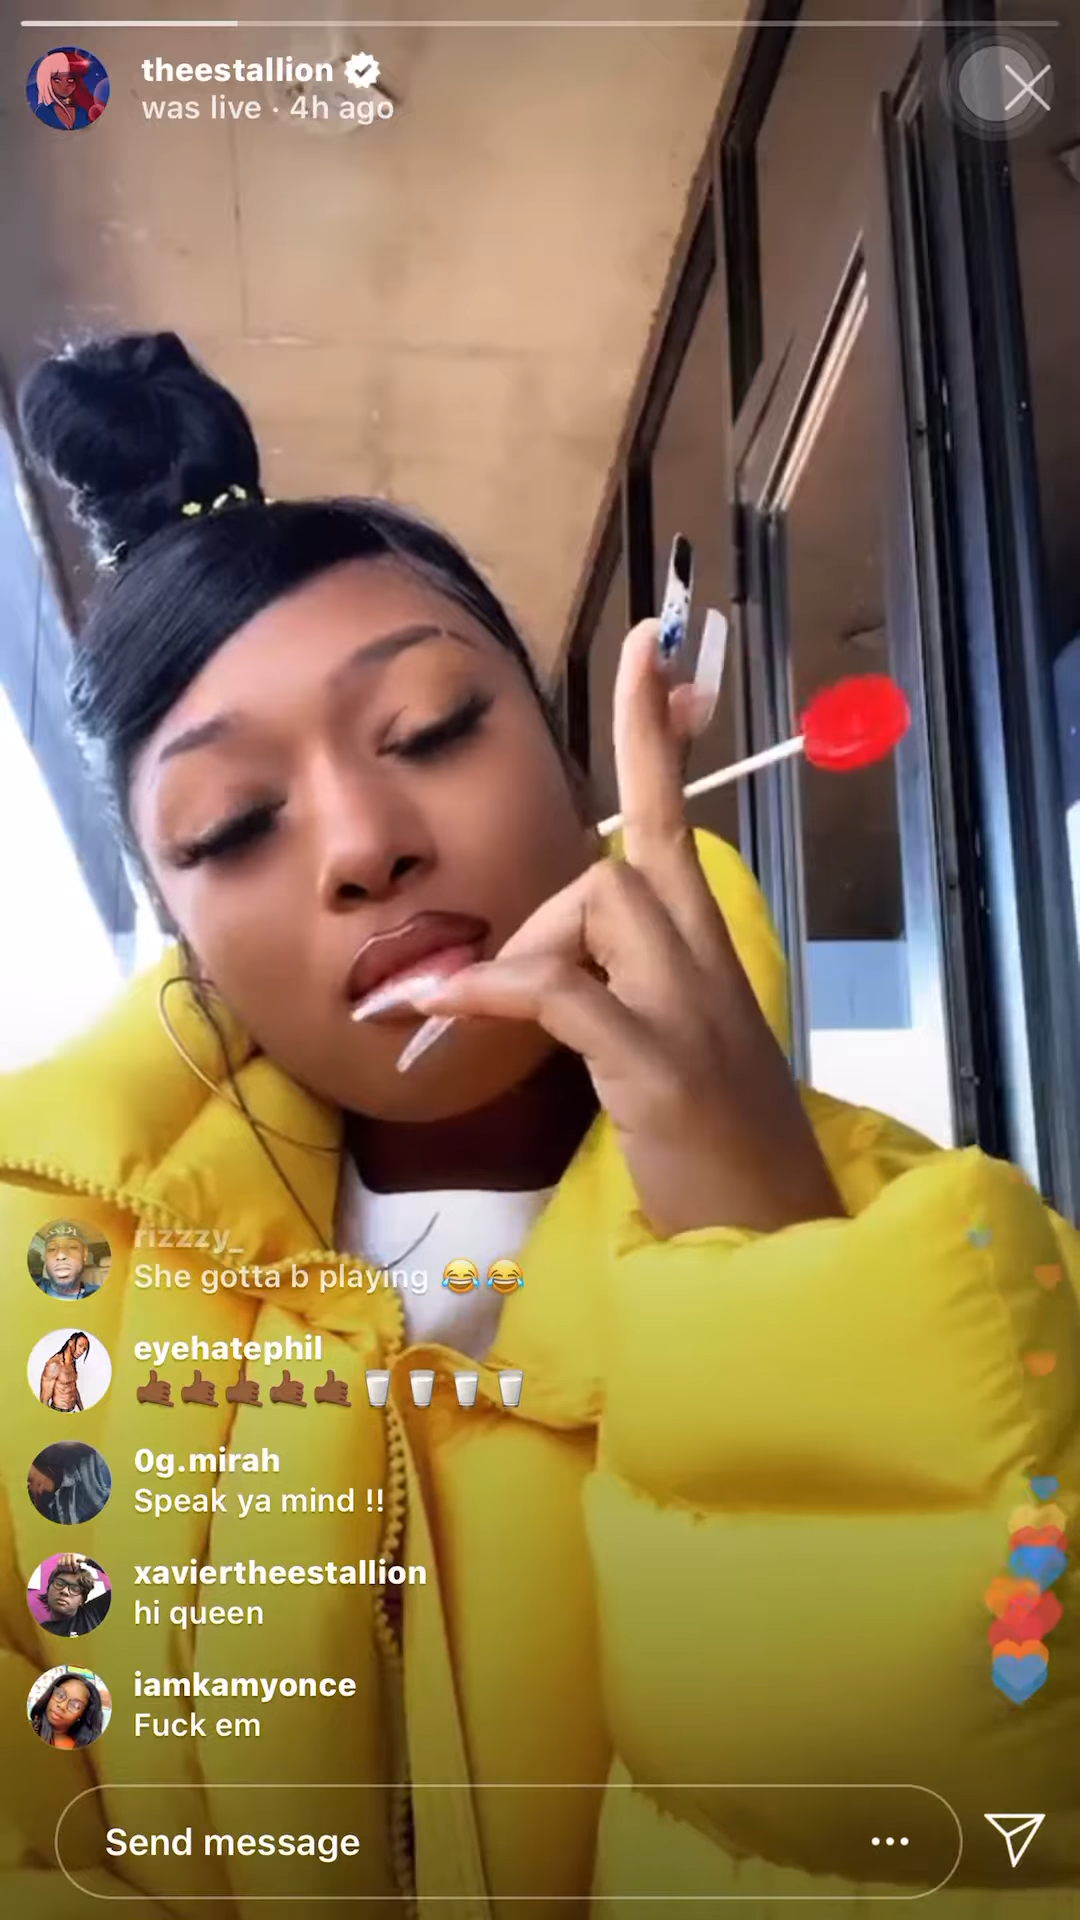 theestallion
was live · 4h ago
rizzzy_
She gotta b playing 😂😂
eyehatephil
🤙🏾🤙🏾🤙🏾🤙🏾🤙🏾🥛🥛🥛🥛
0g.mirah
Speak ya mind !!
xaviertheestallion
hi queen
iamkamyonce
Fuck em
Send message